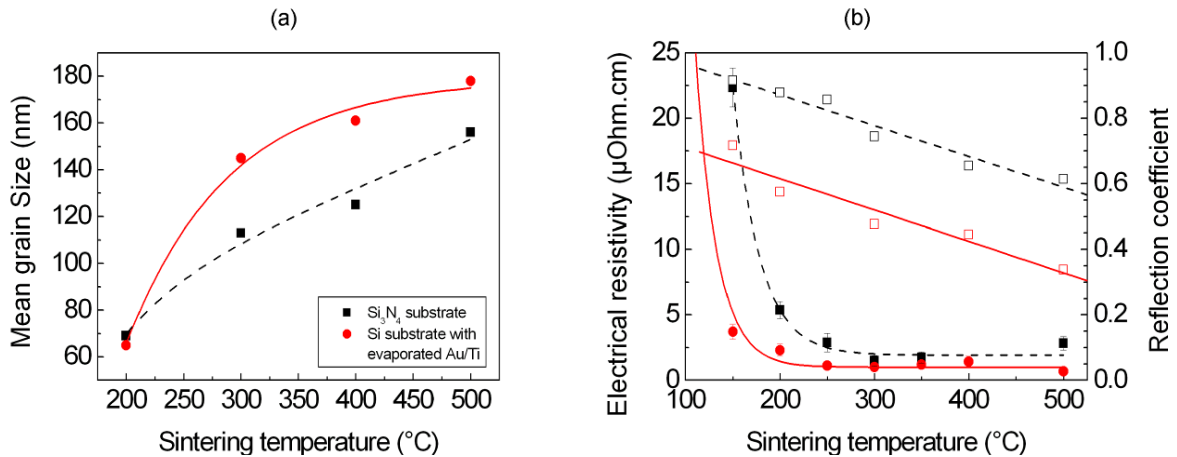 (a)
180
160
140
120
100
80
60
Mean grain Size (nm)
200 250 300 350 400 450 500
Sintering temperature (°C)
Si3N4 substrate
Si substrate with
evaporated Au/Ti
(b)
25
20
15
10
5
0
Electrical resistivity (µOhm.cm)
100 200 300 400 500
Sintering temperature (°C)
1.0
0.8
0.6
0.4
0.2
0.0
Reflection coefficient